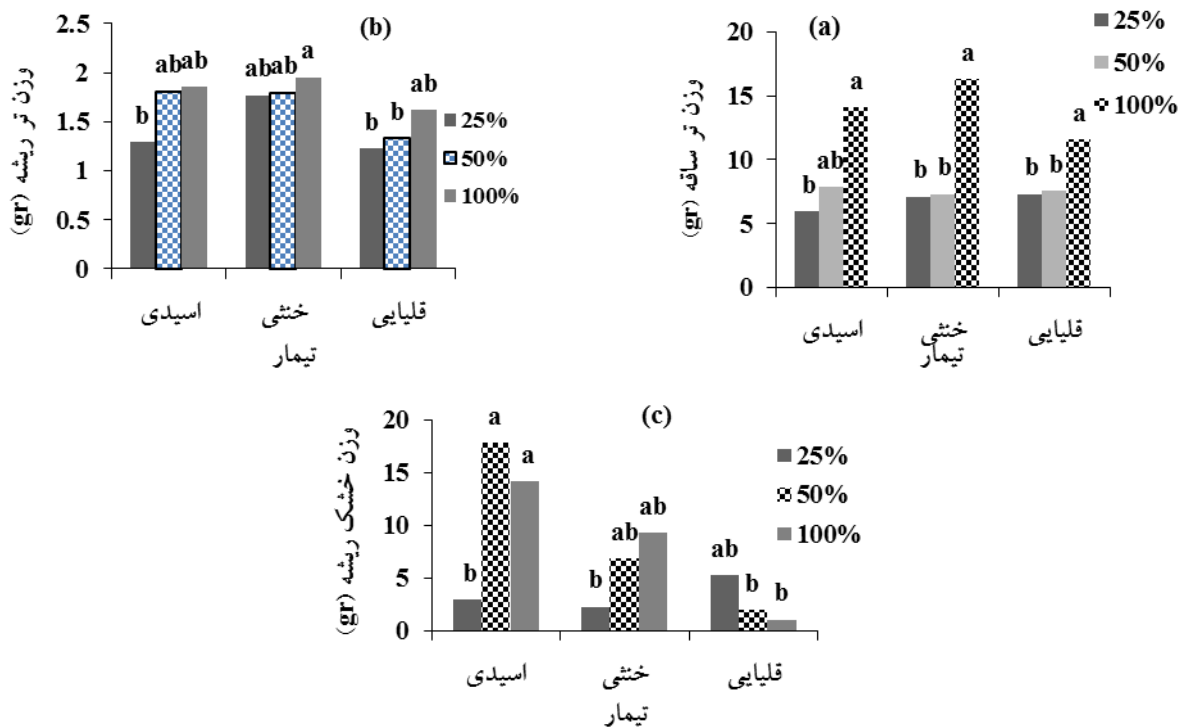 (b)
وزن تر ریشه (gr)
2.5
2
1.5
1
0.5
0
b ab ab
ab ab a
b b ab
25%
50%
100%
اسیدی خنثی قلیایی
تیمار
(a)
وزن تر ساقه (gr)
20
15
10
5
0
b ab a
b b a
b b a
25%
50%
100%
اسیدی خنثی قلیایی
تیمار
(c)
وزن خشک ریشه (gr)
20
15
10
5
0
b a a
b ab ab
ab b b
25%
50%
100%
اسیدی خنثی قلیایی
تیمار